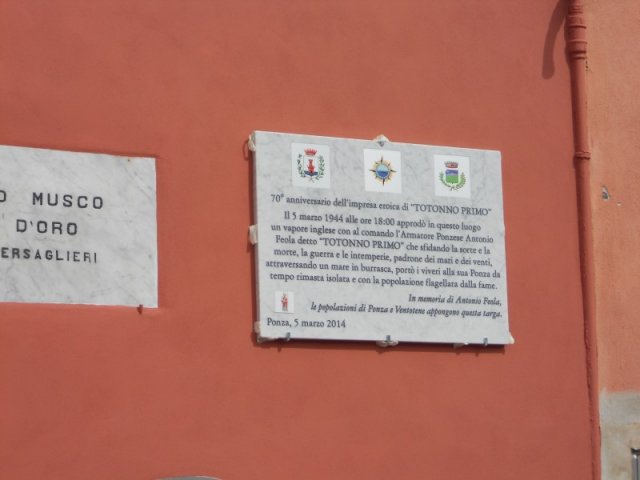 O MUSCO
D'ORO
ERSAGLIERI
70° anniversario dell'impresa eroica di "TOTONNO PRIMO"
Il 5 marzo 1944 alle ore 18:00 approdò in questo luogo
un vapore inglese con al comando l'Armatore Ponzese Antonio
Feola detto "TOTONNO PRIMO" che sfidando la sorte e la
morte, la guerra e le intemperie, padrone dei mari e dei venti,
attraversando un mare in burrasca, portò i viveri alla sua Ponza da
tempo rimasta isolata e con la popolazione flagellata dalla fame.
In memoria di Antonio Feola,
le popolazioni di Ponza e Ventotene appongono questa targa.
Ponza, 5 marzo 2014